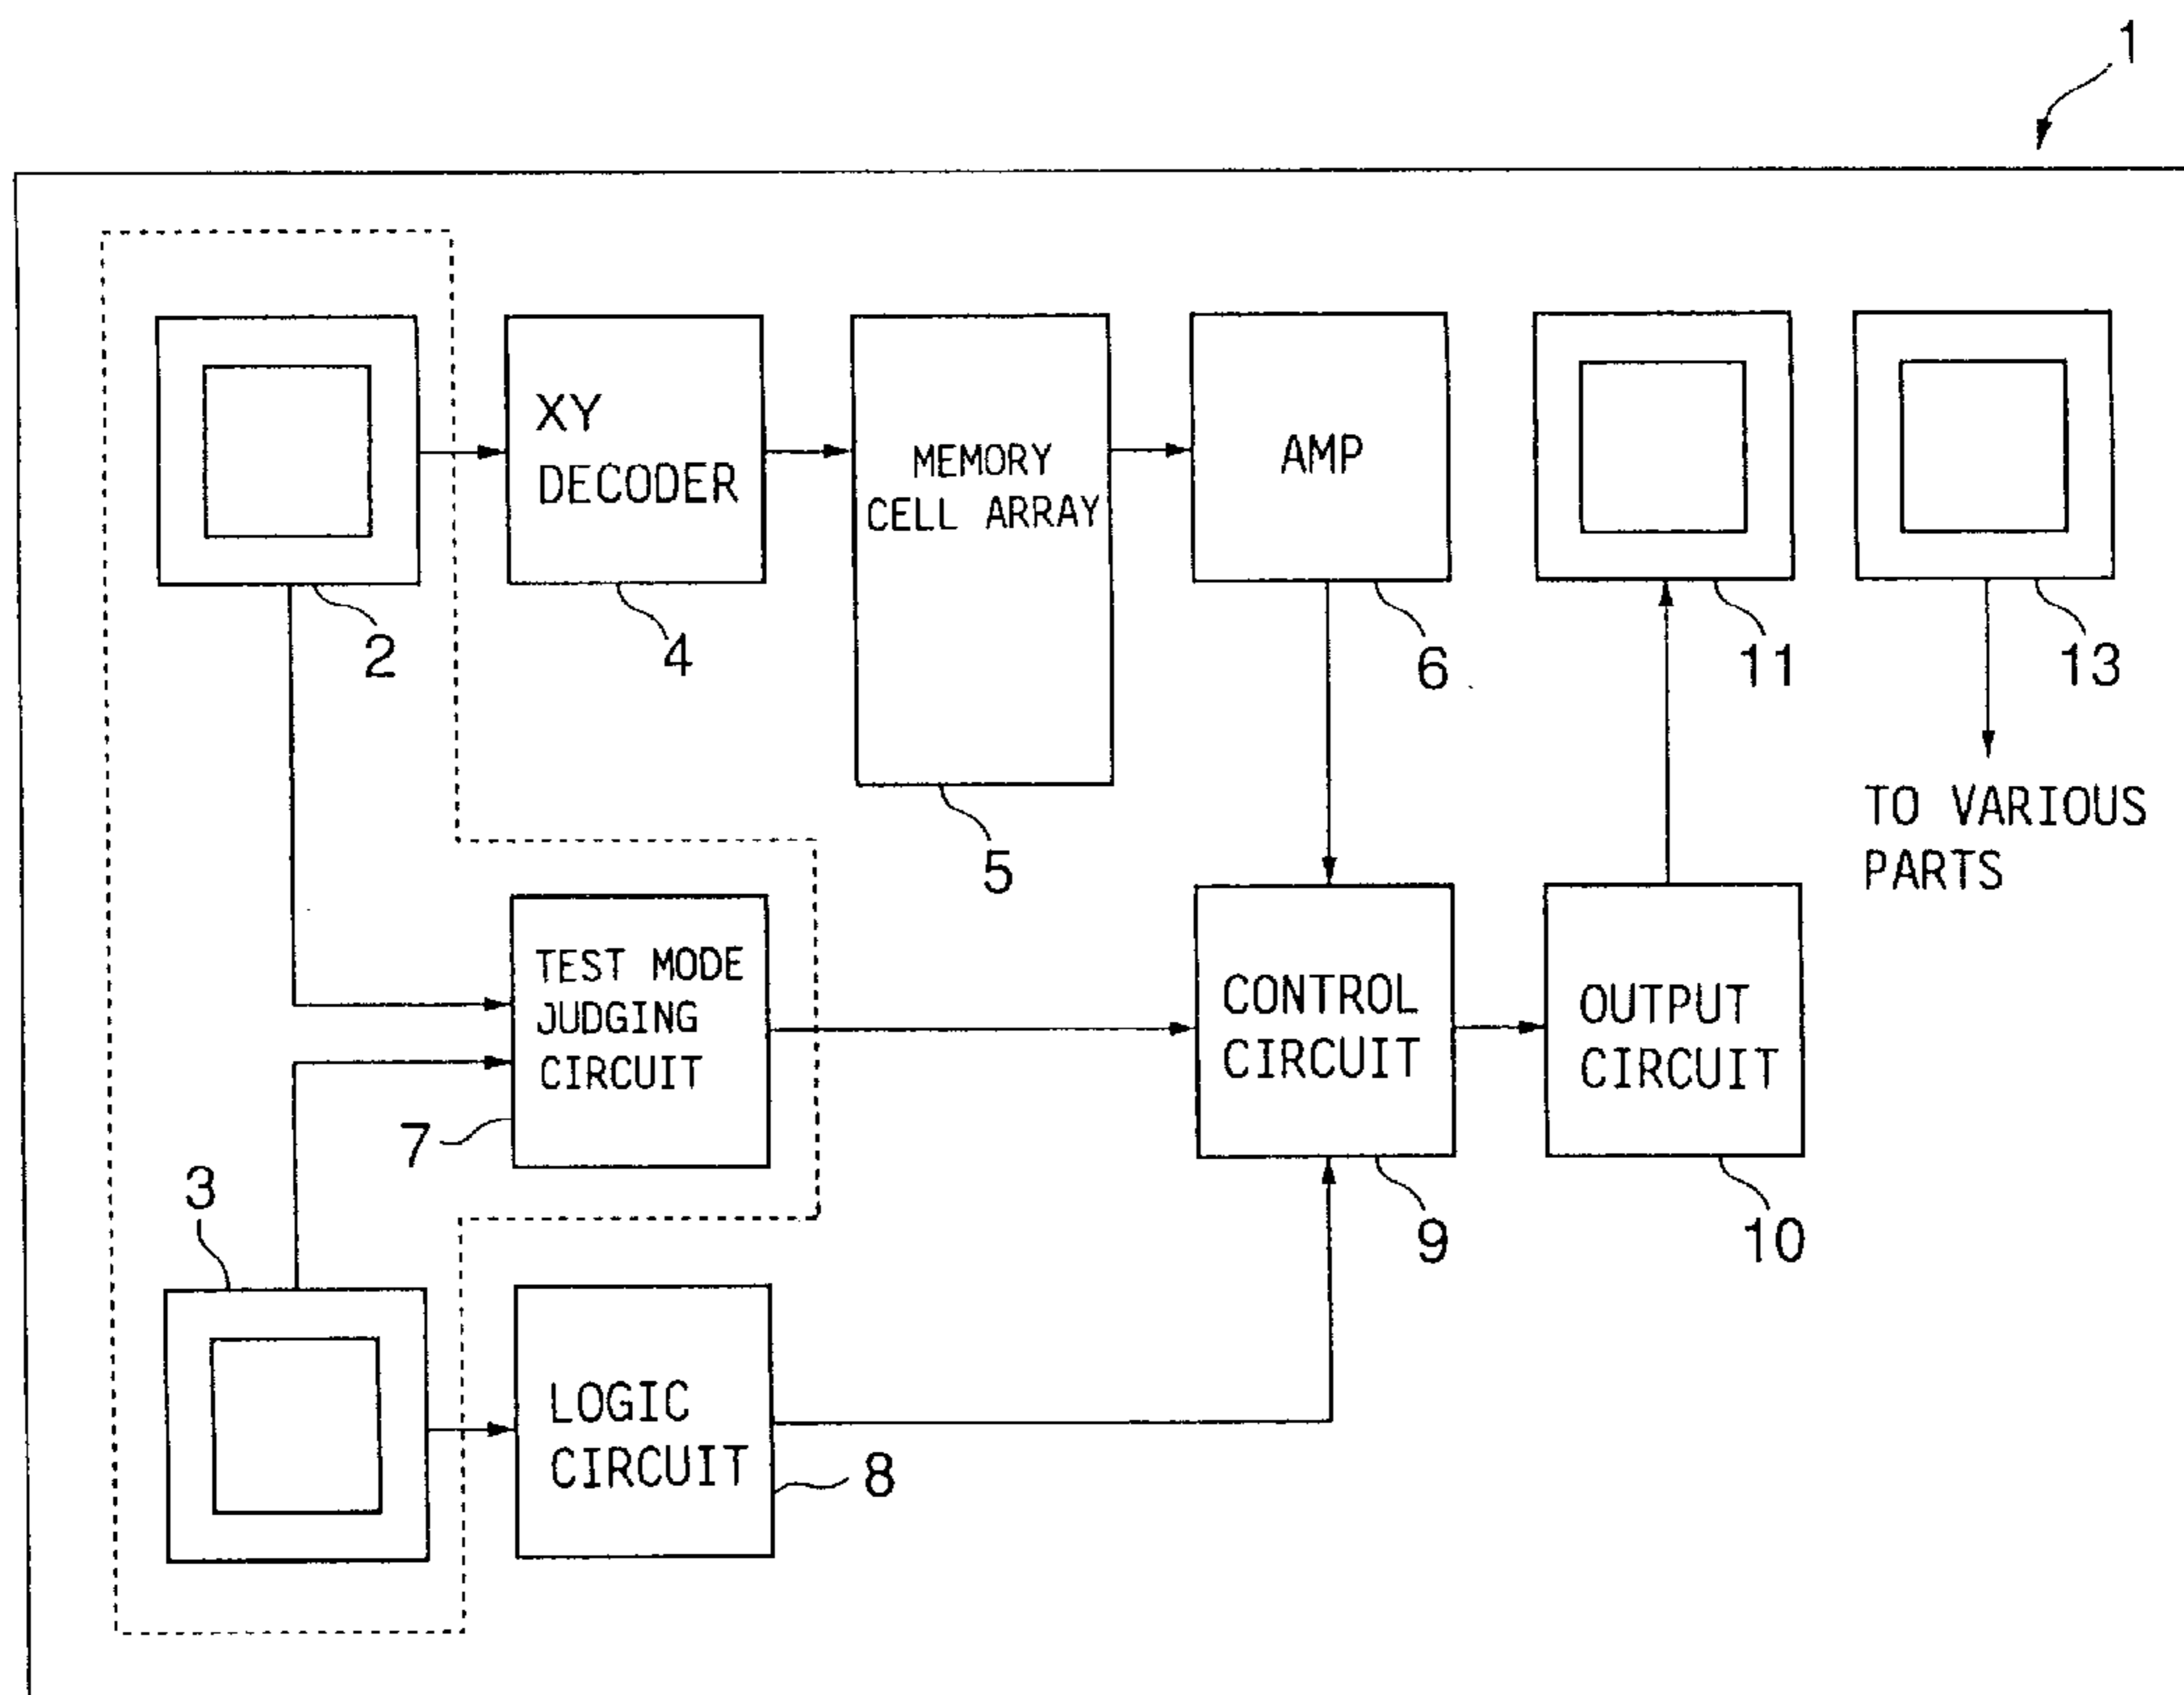 1
XY
DECODER
MEMORY
CELL ARRAY
AMP
2
4
6
11
13
5
TO VARIOUS
PARTS
TEST MODE
JUDGING
CIRCUIT
7
CONTROL
CIRCUIT
OUTPUT
CIRCUIT
3
9
10
LOGIC
CIRCUIT
8